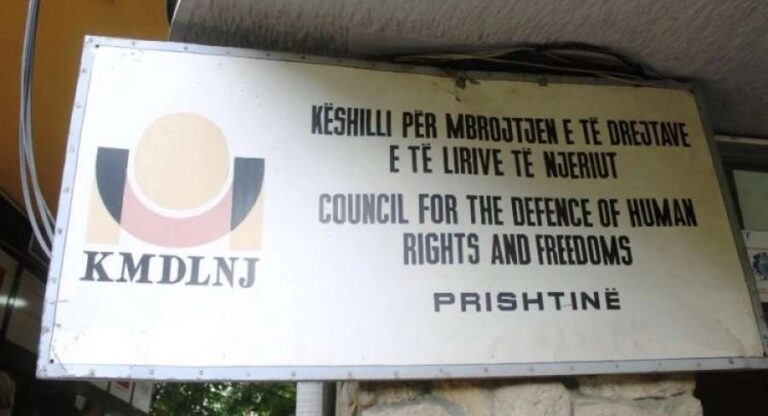 KËSHILLI PËR MBROJTJEN E TË DREJTAVE
E TË LIRIVE TË NJERIUT
COUNCIL FOR THE DEFENCE OF HUMAN
RIGHTS AND FREEDOMS
PRISHTINË
KMDLNJ